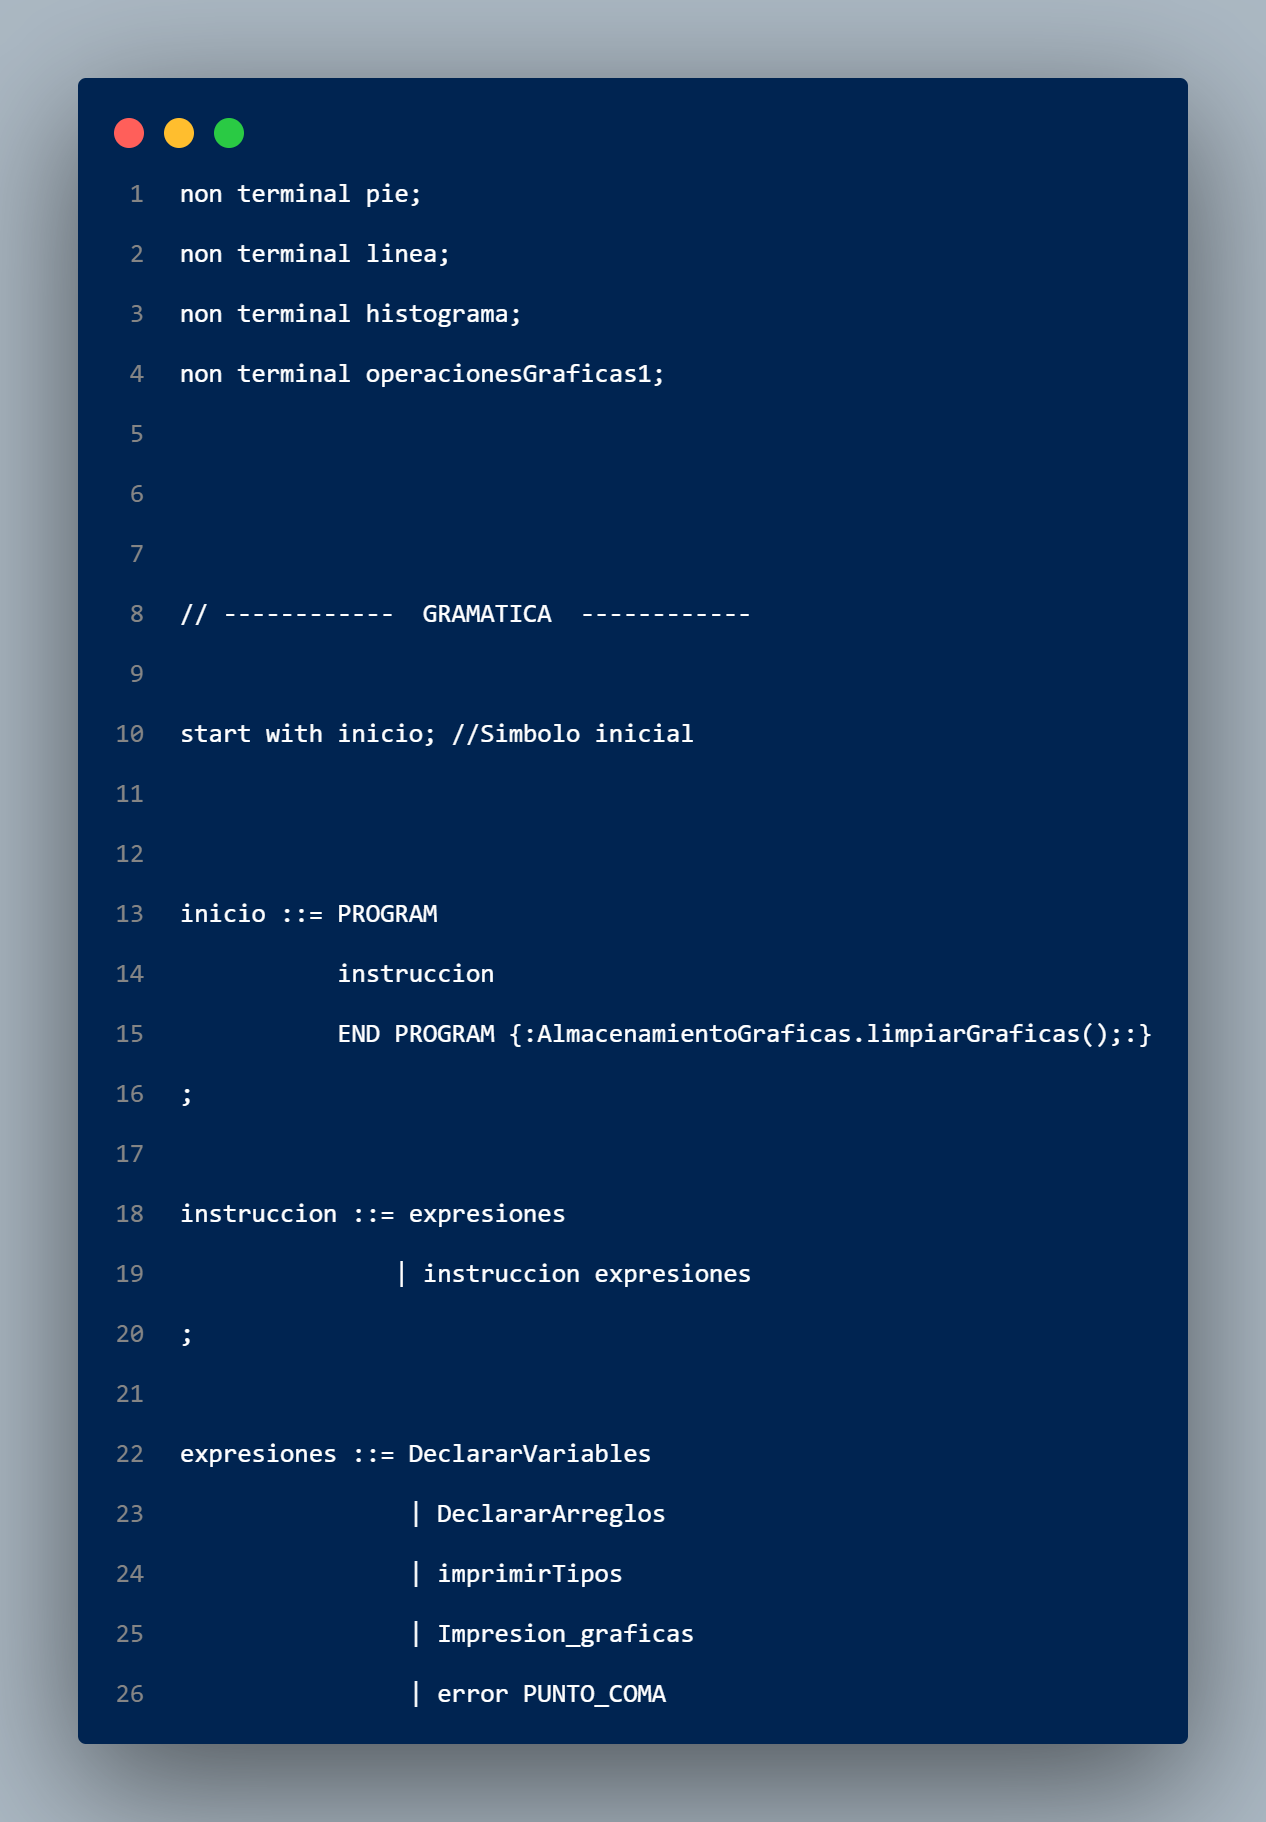 1 non terminal pie;
2 non terminal linea;
3 non terminal histograma;
4 non terminal operacionesGraficas1;
5
6
7
8 // ------------  GRAMATICA  ------------
9
10 start with inicio; //Simbolo inicial
11
12
13 inicio ::= PROGRAM
14            instruccion
15            END PROGRAM {:AlmacenamientoGraficas.limpiarGraficas();:}
16 ;
17
18 instruccion ::= expresiones
19                | instruccion expresiones
20 ;
21
22 expresiones ::= DeclararVariables
23                 | DeclararArreglos
24                 | imprimirTipos
25                 | Impresion_graficas
26                 | error PUNTO_COMA